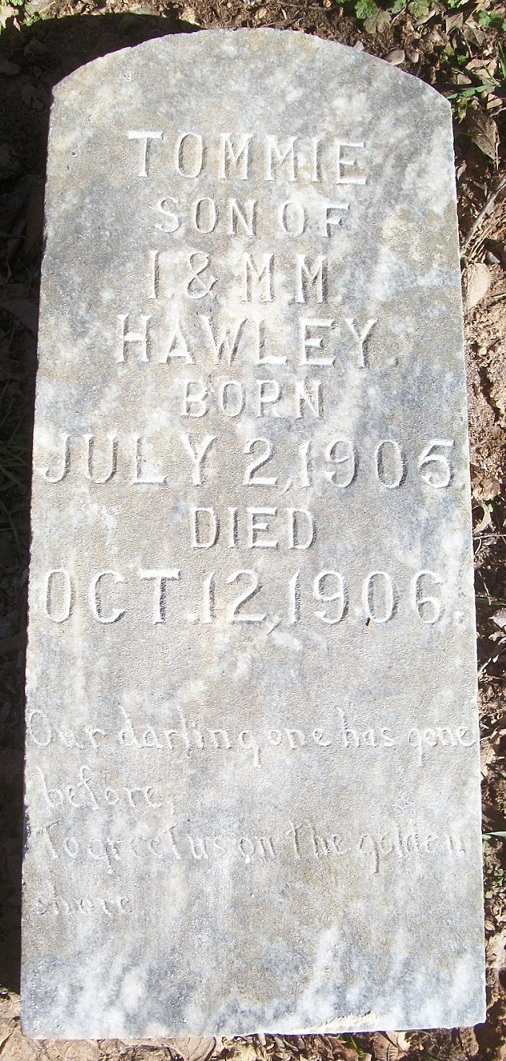 TOMMIE
SON OF
I. & M.M.
HAWLEY.
BORN
JULY 2, 1905
DIED
OCT. 12, 1906.
Our darling one has gone
before,
To greet us on the golden
shore